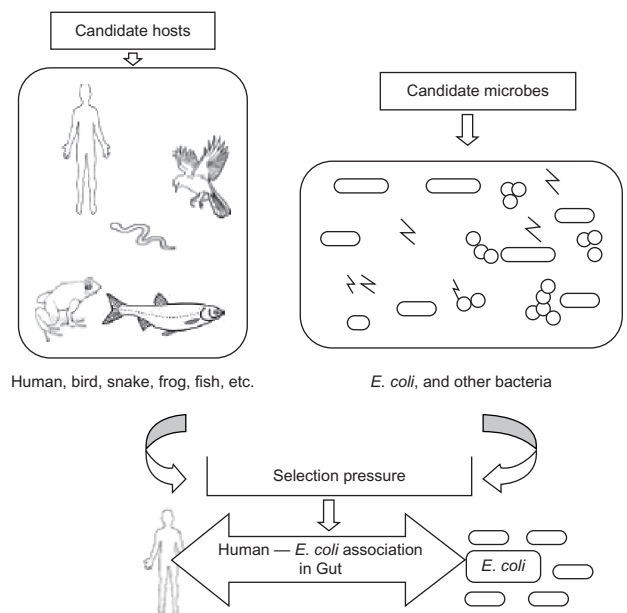 Candidate hosts
Candidate microbes
Human, bird, snake, frog, fish, etc.
E. coli, and other bacteria
Selection pressure
Human — E. coli association
in Gut
E. coli